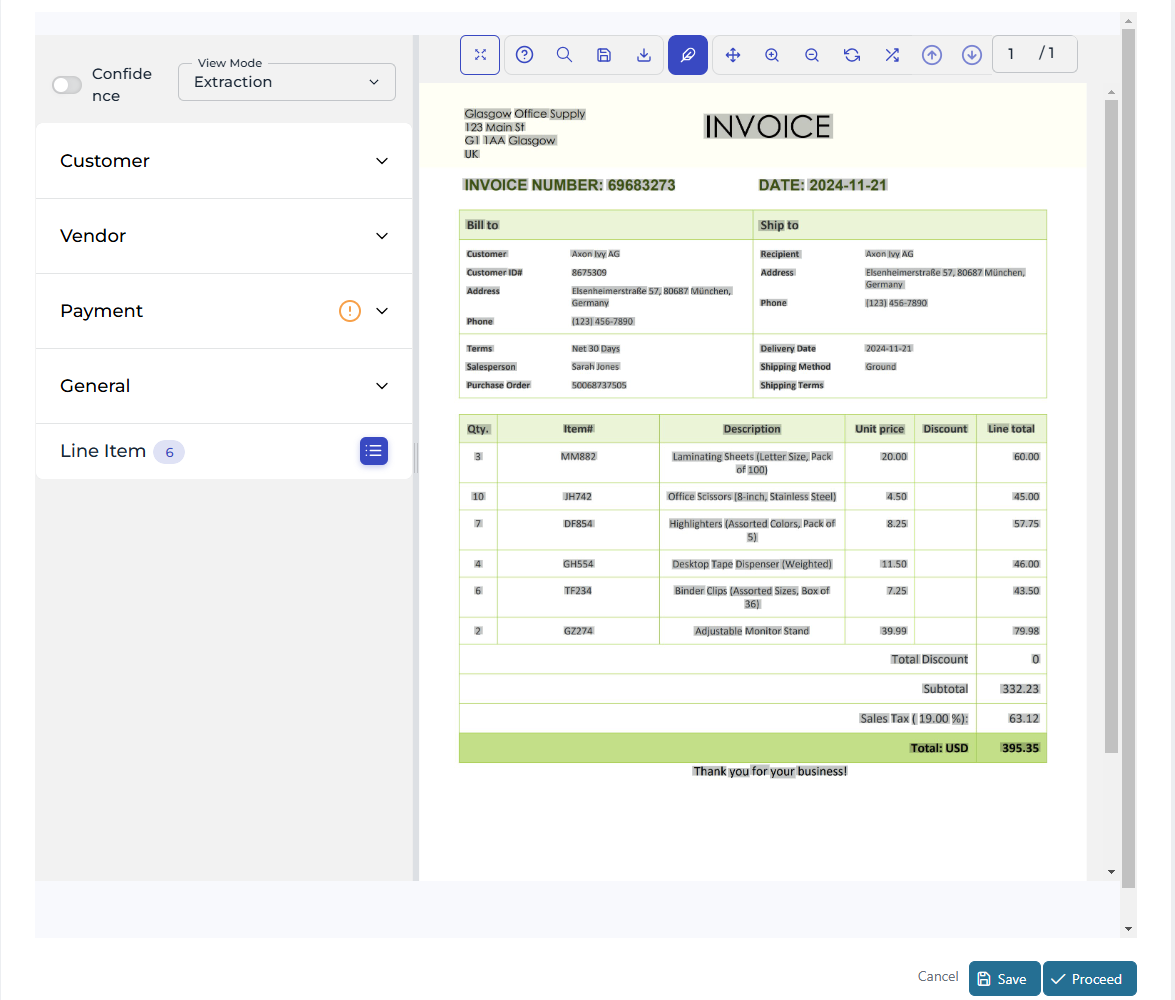 Confide
nce
View Mode
Extraction
1 / 1
Customer
Vendor
Payment
General
Line Item 6
Glasgow Office Supply
123 Main St
G1 1AA Glasgow
UK
INVOICE
INVOICE NUMBER: 69683273 DATE: 2024-11-21
Bill to
Customer Axon Ivy AG
Customer ID# 8675309
Address Elsenheimerstraße 57, 80687 München,
Germany
Phone (123) 456-7890
Ship to
Recipient Axon Ivy AG
Address Elsenheimerstraße 57, 80687 München,
Germany
Phone (123) 456-7890
Terms Net 30 Days
Salesperson Sarah Jones
Purchase Order 50068737505
Delivery Date 2024-11-21
Shipping Method Ground
Shipping Terms
Qty. Item# Description Unit price Discount Line total
3 MM882 Laminating Sheets (Letter Size, Pack
of 100) 20.00 60.00
10 JH742 Office Scissors (8-inch, Stainless Steel) 4.50 45.00
7 DF854 Highlighters (Assorted Colors, Pack of
5) 8.25 57.75
4 GH554 Desktop Tape Dispenser (Weighted) 11.50 46.00
6 TF234 Binder Clips (Assorted Sizes, Box of
36) 7.25 43.50
2 GZ274 Adjustable Monitor Stand 39.99 79.98
Total Discount 0
Subtotal 332.23
Sales Tax ( 19.00 %): 63.12
Total: USD 395.35
Thank you for your business!
Cancel Save Proceed